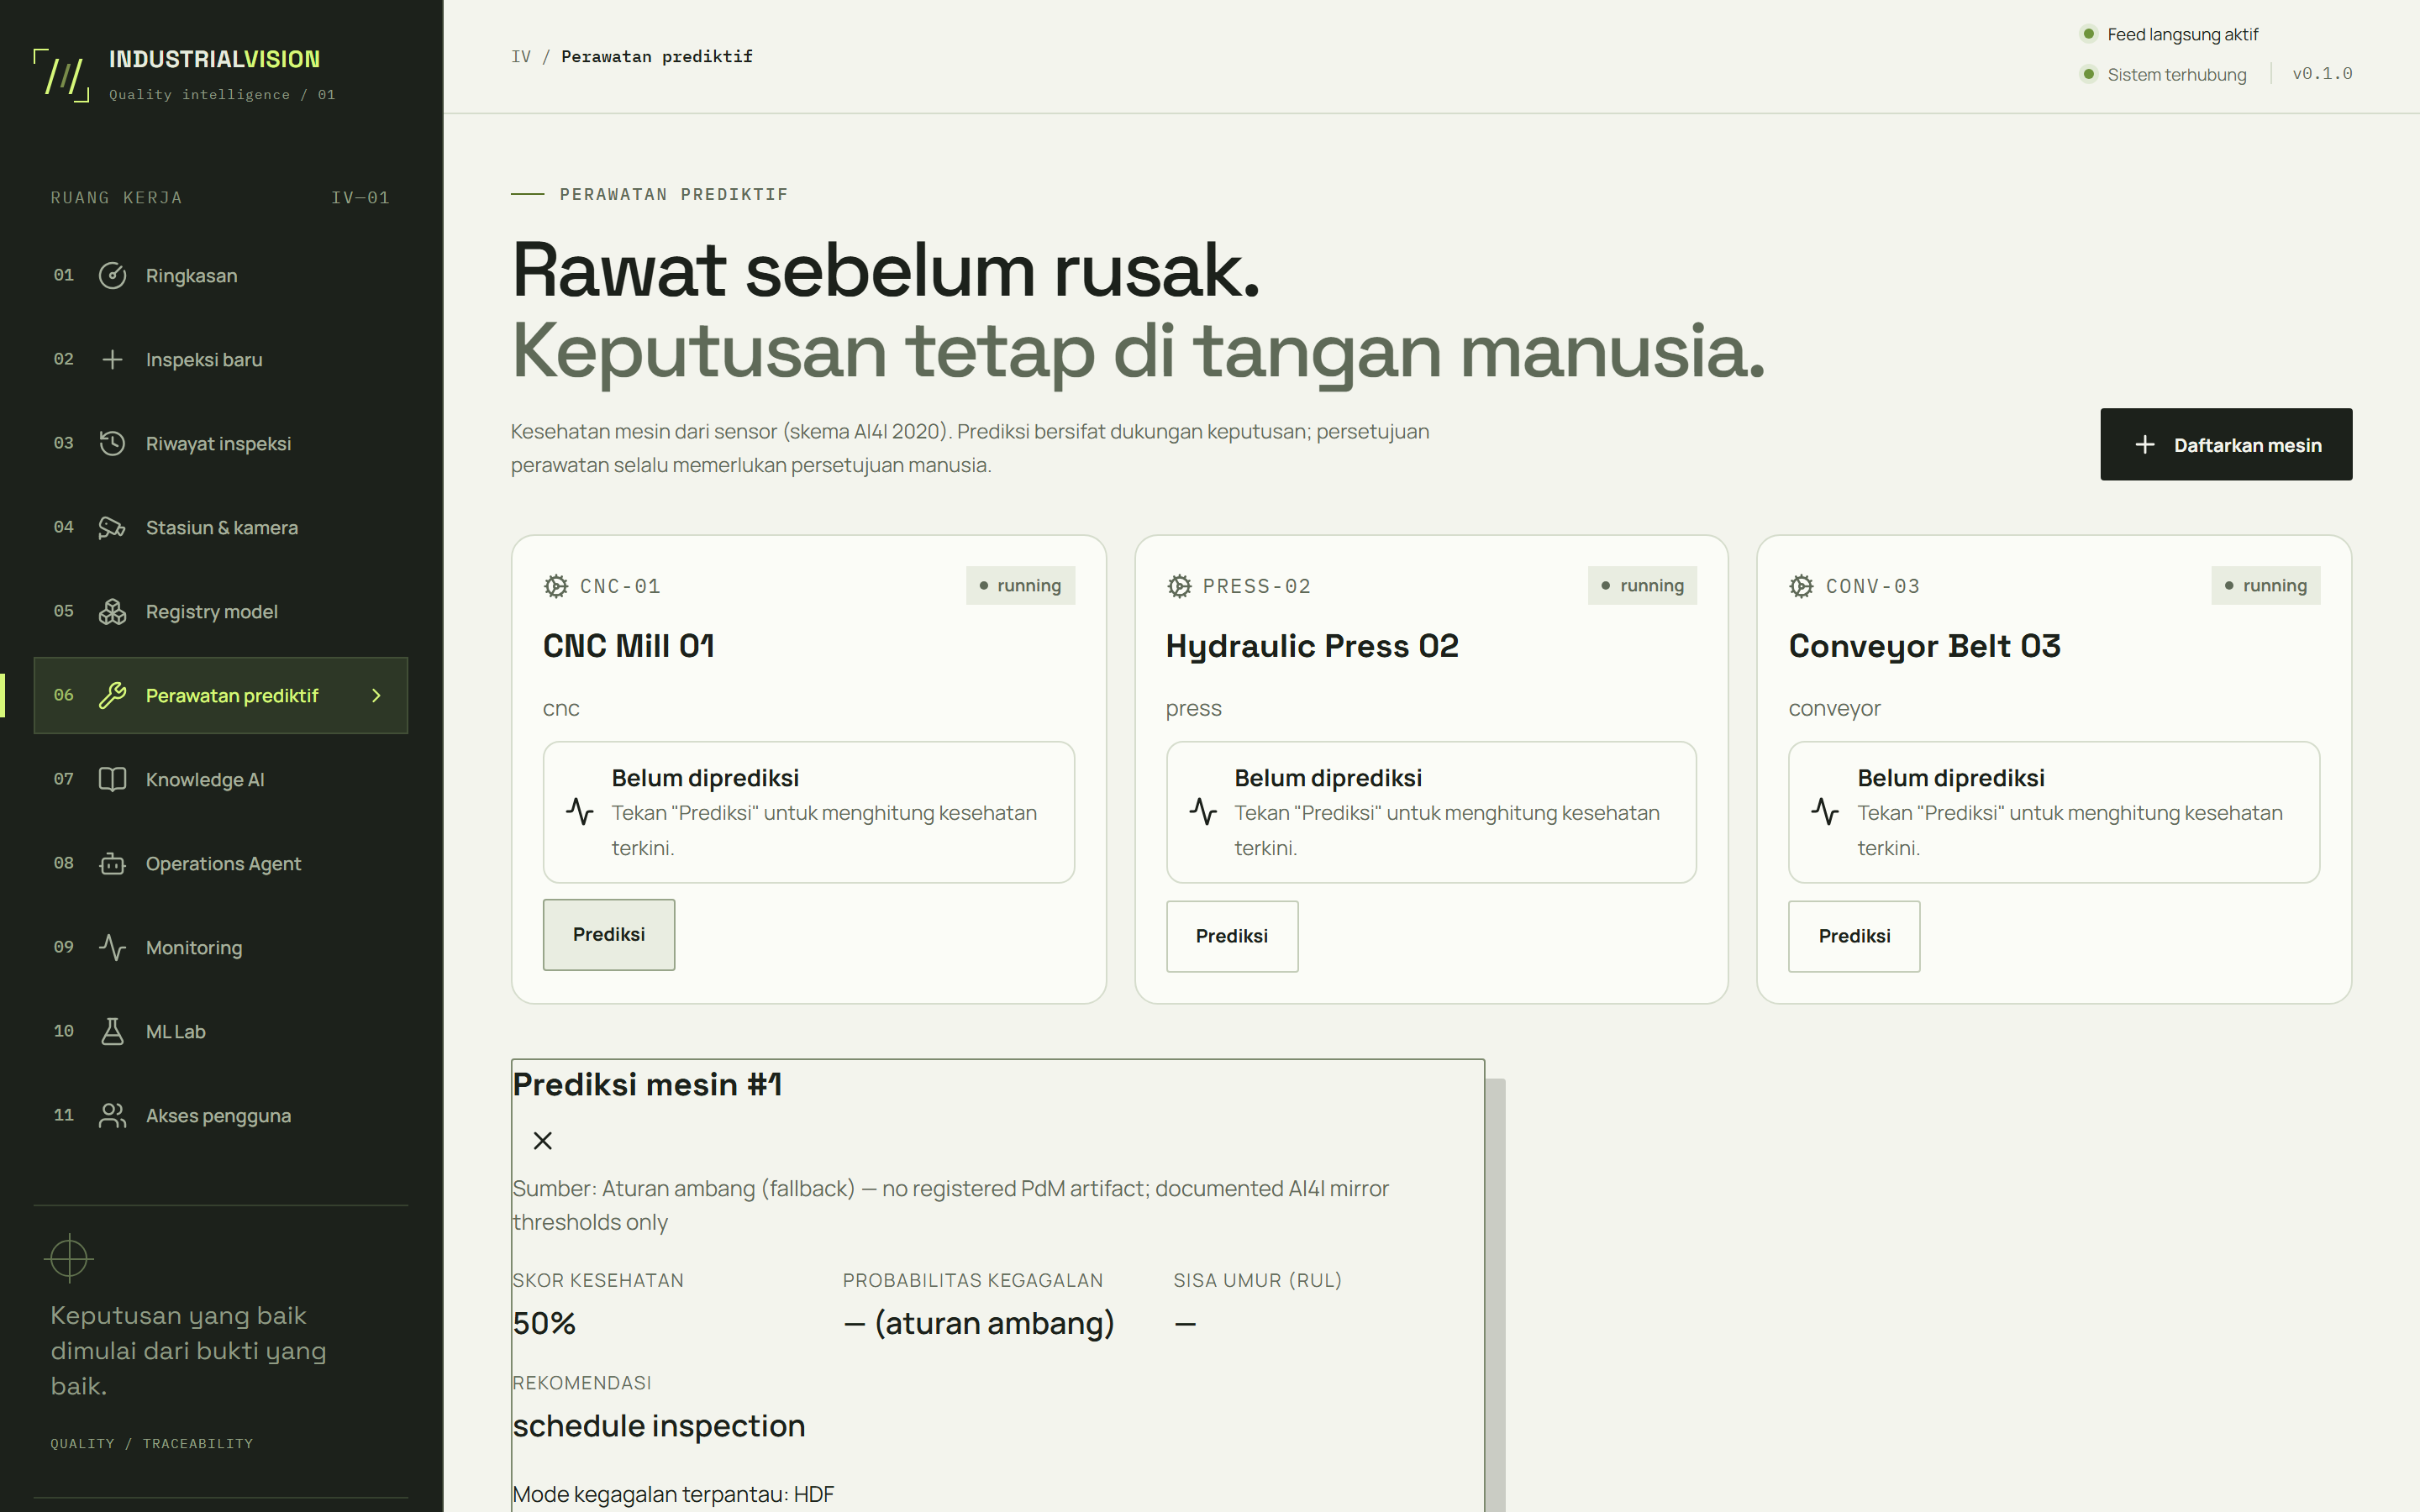 INDUSTRIALVISION
Quality intelligence / 01
RUANG KERJA IV—01
01 Ringkasan
02 Inspeksi baru
03 Riwayat inspeksi
04 Stasiun & kamera
05 Registry model
06 Perawatan prediktif
07 Knowledge AI
08 Operations Agent
09 Monitoring
10 ML Lab
11 Akses pengguna
Keputusan yang baik
dimulai dari bukti yang
baik.
QUALITY / TRACEABILITY
IV / Perawatan prediktif
Feed langsung aktif
Sistem terhubung v0.1.0
PERAWATAN PREDIKTIF
Rawat sebelum rusak.
Keputusan tetap di tangan manusia.
Kesehatan mesin dari sensor (skema AI4I 2020). Prediksi bersifat dukungan keputusan; persetujuan
perawatan selalu memerlukan persetujuan manusia.
Daftarkan mesin
CNC-01 running
CNC Mill 01
cnc
Belum diprediksi
Tekan "Prediksi" untuk menghitung kesehatan
terkini.
Prediksi
PRESS-02 running
Hydraulic Press 02
press
Belum diprediksi
Tekan "Prediksi" untuk menghitung kesehatan
terkini.
Prediksi
CONV-03 running
Conveyor Belt 03
conveyor
Belum diprediksi
Tekan "Prediksi" untuk menghitung kesehatan
terkini.
Prediksi
Prediksi mesin #1
Sumber: Aturan ambang (fallback) — no registered PdM artifact; documented AI4I mirror
thresholds only
SKOR KESEHATAN PROBABILITAS KEGAGALAN SISA UMUR (RUL)
50% — (aturan ambang) —
REKOMENDASI
schedule inspection
Mode kegagalan terpantau: HDF